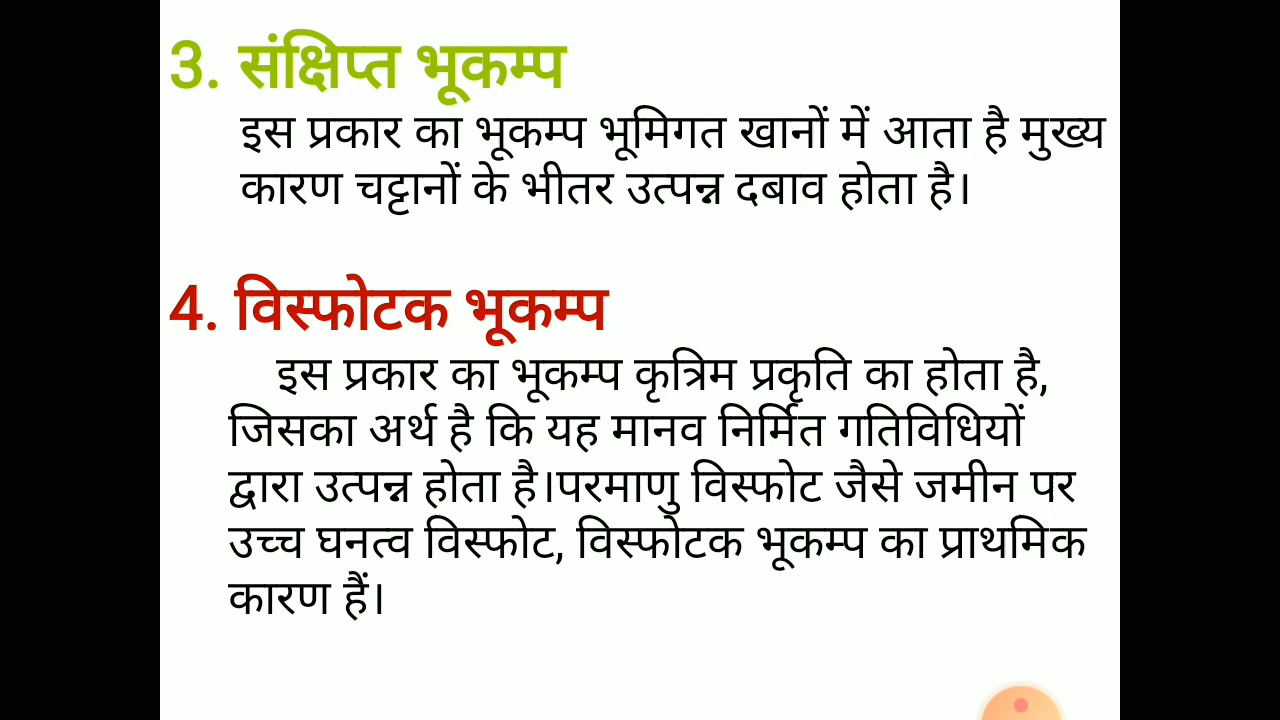 3. संक्षिप्त भूकम्प
इस प्रकार का भूकम्प भूमिगत खानों में आता है मुख्य
कारण चट्टानों के भीतर उत्पन्न दबाव होता है।
4. विस्फोटक भूकम्प
इस प्रकार का भूकम्प कृत्रिम प्रकृति का होता है,
जिसका अर्थ है कि यह मानव निर्मित गतिविधियों
द्वारा उत्पन्न होता है।परमाणु विस्फोट जैसे जमीन पर
उच्च घनत्व विस्फोट, विस्फोटक भूकम्प का प्राथमिक
कारण हैं।